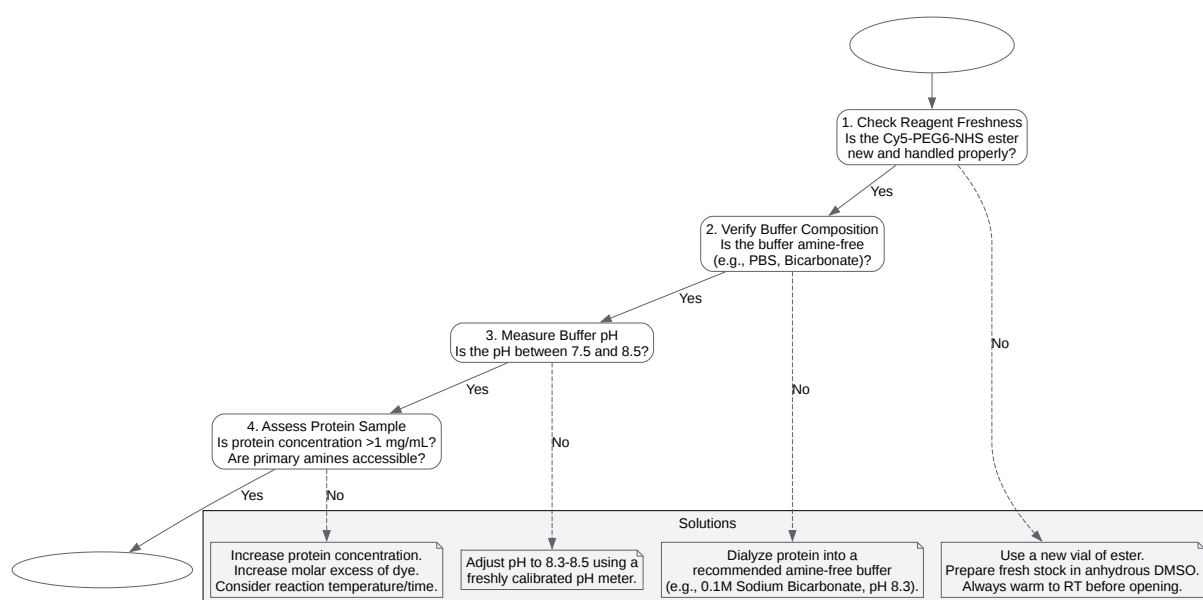 1. Check Reagent Freshness
Is the Cy5-PEG6-NHS ester
new and handled properly?
Yes
No
2. Verify Buffer Composition
Is the buffer amine-free
(e.g., PBS, Bicarbonate)?
Yes
No
3. Measure Buffer pH
Is the pH between 7.5 and 8.5?
Yes
No
4. Assess Protein Sample
Is protein concentration >1 mg/mL?
Are primary amines accessible?
Yes
No
Solutions
Increase protein concentration.
Increase molar excess of dye.
Consider reaction temperature/time.
Adjust pH to 8.3-8.5 using a
freshly calibrated pH meter.
Dialyze protein into a
recommended amine-free buffer
(e.g., 0.1M Sodium Bicarbonate, pH 8.3).
Use a new vial of ester.
Prepare fresh stock in anhydrous DMSO.
Always warm to RT before opening.